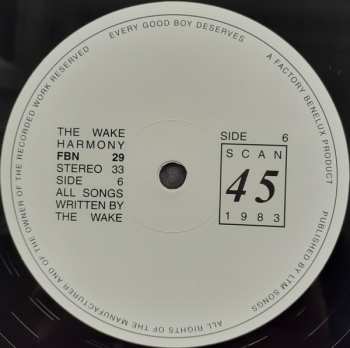 EVERY GOOD BOY DESERVES
A FACTORY BENELUX PRODUCT
PUBLISHED BY LTM SONGS
ALL RIGHTS OF THE MANUFACTURER AND OF THE OWNER OF THE RECORDED WORK RESERVED
THE WAKE
HARMONY
FBN 29
STEREO 33
SIDE 6
ALL SONGS
WRITTEN BY
THE WAKE
SIDE 6
SCAN
45
1983